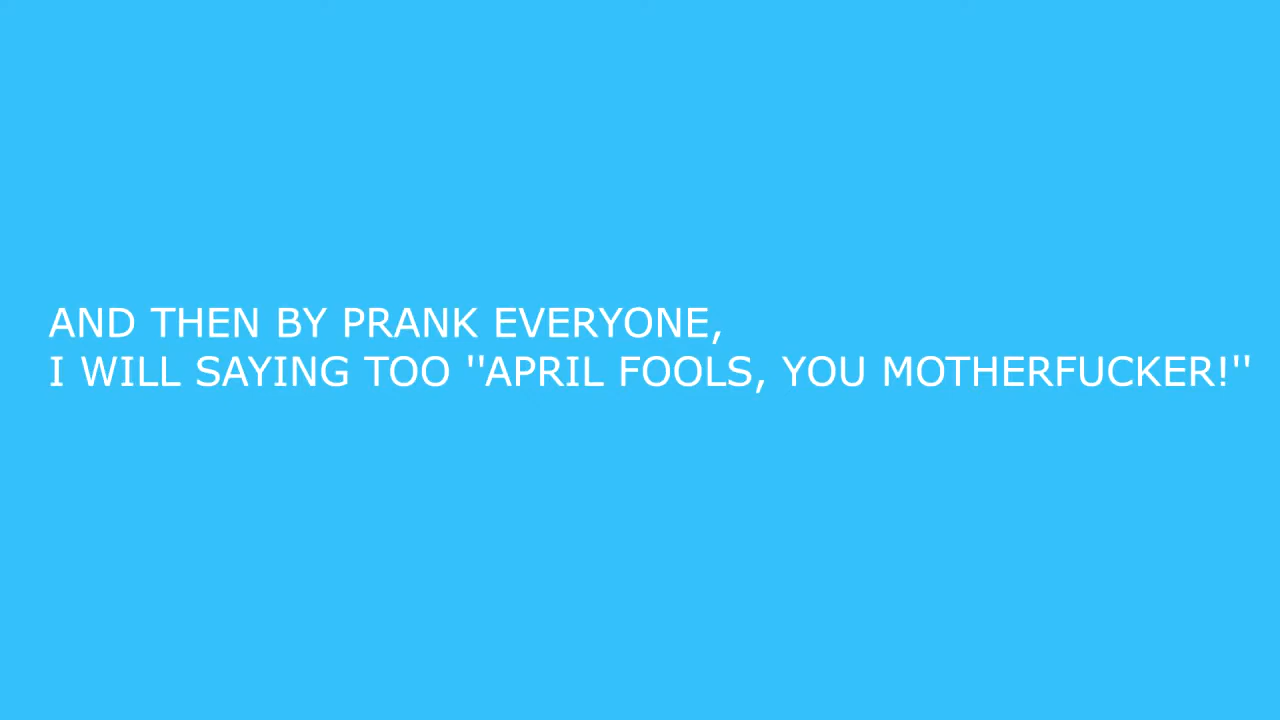 AND THEN BY PRANK EVERYONE,
I WILL SAYING TOO ''APRIL FOOLS, YOU MOTHERFUCKER!''